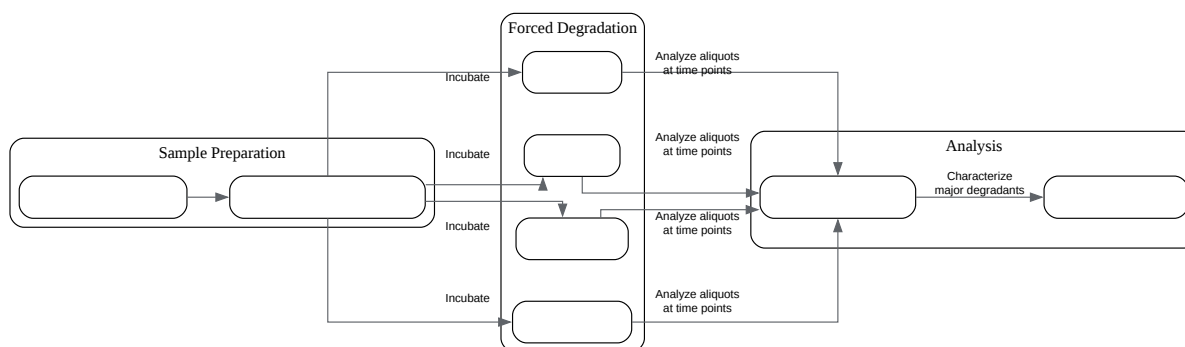 Forced Degradation
Incubate
Analyze aliquots
at time points
Sample Preparation
Incubate
Analyze aliquots
at time points
Analysis
Characterize
major degradants
Incubate
Analyze aliquots
at time points
Incubate
Analyze aliquots
at time points